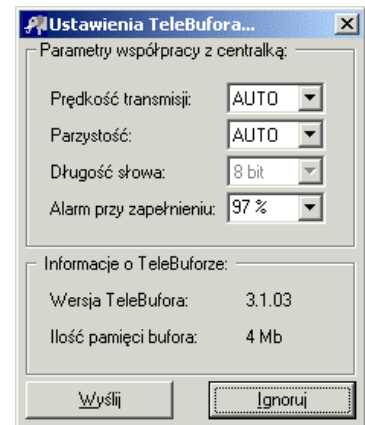 Ustawienia TeleBufora...
Parametry współpracy z centralką:
Prędkość transmisji: AUTO
Parzystość: AUTO
Długość słowa: 8 bit
Alarm przy zapełnieniu: 97 %
Informacje o TeleBuforze:
Wersja TeleBufora: 3.1.03
Ilość pamięci bufora: 4 Mb
Wyślij Ignoruj